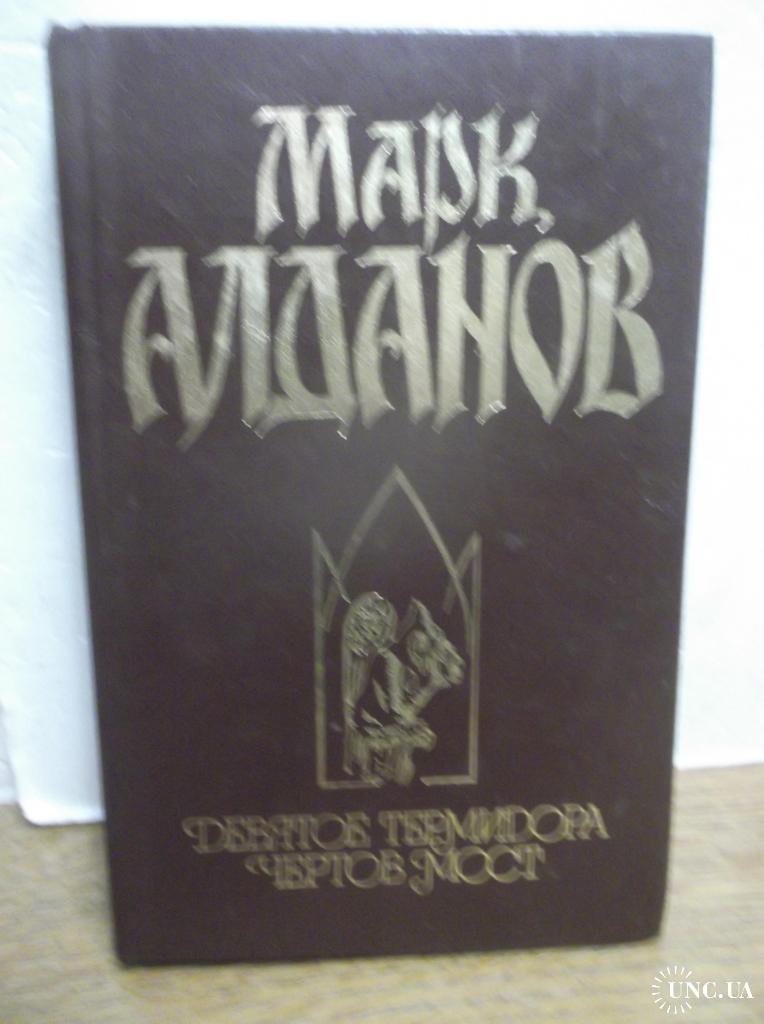 Марк
Алданов
Девятое Термидора
Чертов мост
UNC.UA